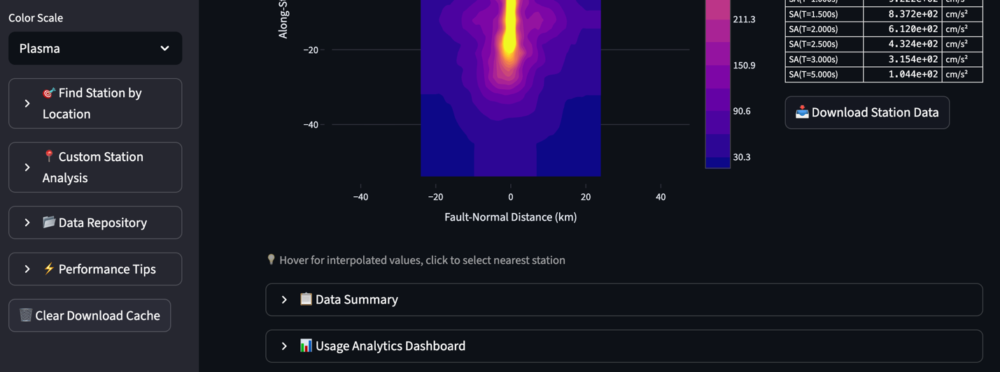 Color Scale
Plasma
🎯 Find Station by
Location
📍 Custom Station
Analysis
📂 Data Repository
⚡ Performance Tips
🗑️ Clear Download Cache
Along-St
−20
−40
−40
−20
0
20
40
Fault-Normal Distance (km)
211.3
150.9
90.6
30.3
SA(T=1.500s) 8.372e+02 cm/s²
SA(T=2.000s) 6.120e+02 cm/s²
SA(T=2.500s) 4.324e+02 cm/s²
SA(T=3.000s) 3.154e+02 cm/s²
SA(T=5.000s) 1.044e+02 cm/s²
📥 Download Station Data
💡 Hover for interpolated values, click to select nearest station
📋 Data Summary
📊 Usage Analytics Dashboard